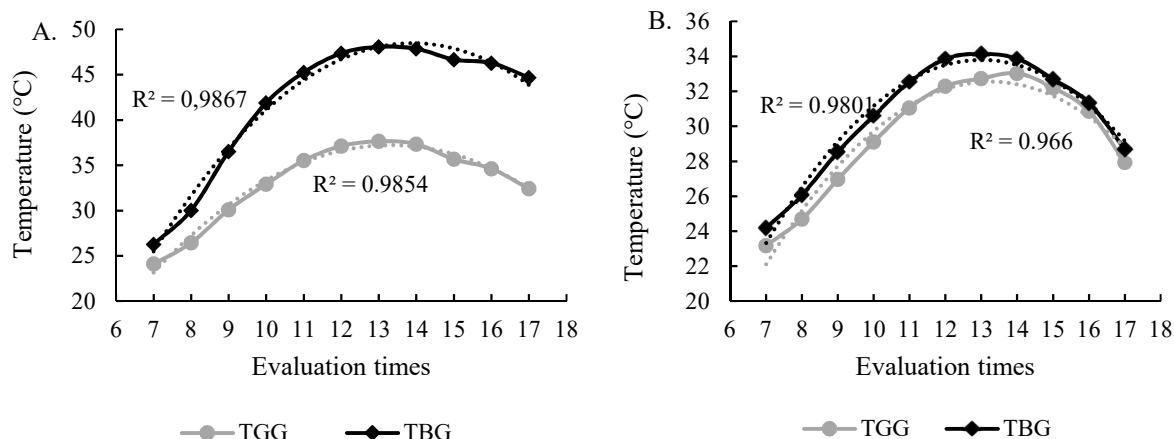 A.
Temperature (°C)
50
45
40
35
30
25
20
R² = 0,9867
R² = 0.9854
6 7 8 9 10 11 12 13 14 15 16 17 18
Evaluation times
TGG TBG
B.
Temperature (°C)
36
34
32
30
28
26
24
22
20
R² = 0.9801
R² = 0.966
6 7 8 9 10 11 12 13 14 15 16 17 18
Evaluation times
TGG TBG